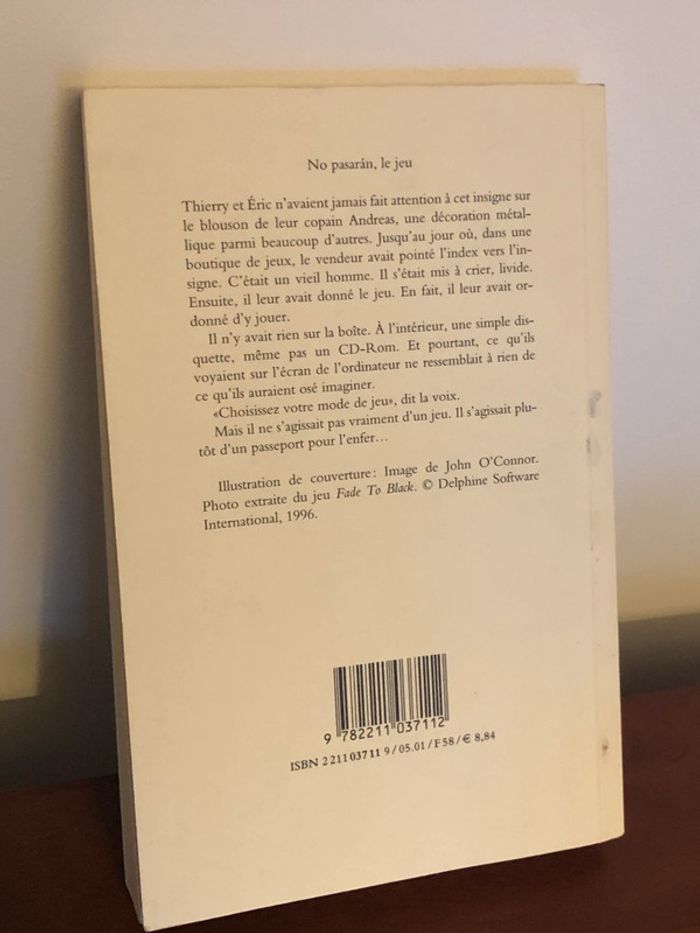 No pasarán, le jeu
Thierry et Éric n'avaient jamais fait attention à cet insigne sur
le blouson de leur copain Andreas, une décoration métal-
lique parmi beaucoup d'autres. Jusqu'au jour où, dans une
boutique de jeux, le vendeur avait pointé l'index vers l'in-
signe. C'était un vieil homme. Il s'était mis à crier, livide.
Ensuite, il leur avait donné le jeu. En fait, il leur avait or-
donné d'y jouer.
Il n'y avait rien sur la boîte. À l'intérieur, une simple dis-
quette, même pas un CD-Rom. Et pourtant, ce qu'ils
voyaient sur l'écran de l'ordinateur ne ressemblait à rien de
ce qu'ils auraient osé imaginer.
«Choisissez votre mode de jeu», dit la voix.
Mais il ne s'agissait pas vraiment d'un jeu. Il s'agissait plu-
tôt d'un passeport pour l'enfer…
Illustration de couverture : Image de John O'Connor.
Photo extraite du jeu Fade To Black. © Delphine Software
International, 1996.
9 782211 037112
ISBN 2 211 03711 9 / 05.01 / F 58 / € 8,84